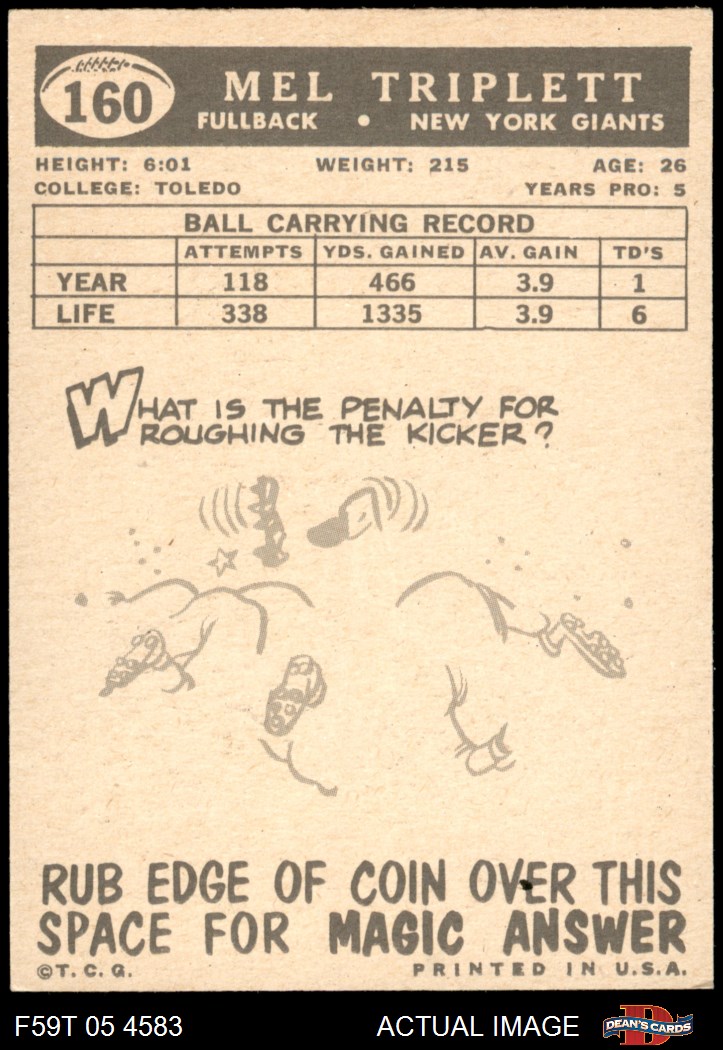 160
MEL TRIPLETT
FULLBACK • NEW YORK GIANTS
HEIGHT: 6:01 WEIGHT: 215 AGE: 26
COLLEGE: TOLEDO YEARS PRO: 5
BALL CARRYING RECORD
ATTEMPTS YDS. GAINED AV. GAIN TD'S
YEAR 118 466 3.9 1
LIFE 338 1335 3.9 6
WHAT IS THE PENALTY FOR
ROUGHING THE KICKER?
RUB EDGE OF COIN OVER THIS
SPACE FOR MAGIC ANSWER
©T.C.G. PRINTED IN U.S.A.
F59T 05 4583 ACTUAL IMAGE D DEAN'S CARDS